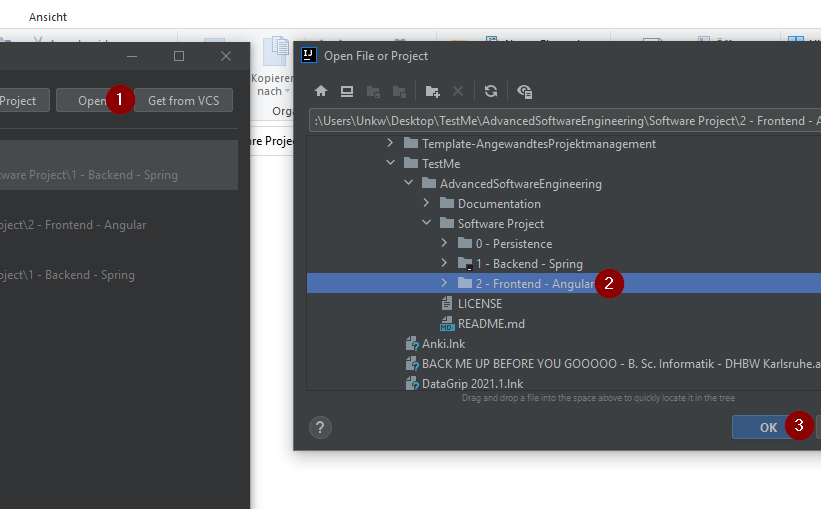 Ansicht
Kopieren
nach
Orga
Project
Open
1
Get from VCS
tware Project\1 - Backend - Spring
oject\2 - Frontend - Angular
oject\1 - Backend - Spring
are Projec
IJ
Open File or Project
:\Users\Unkw\Desktop\TestMe\AdvancedSoftwareEngineering\Software Project\2 - Frontend - A
Template-AngewandtesProjektmanagement
TestMe
AdvancedSoftwareEngineering
Documentation
Software Project
0 - Persistence
1 - Backend - Spring
2 - Frontend - Angular
2
LICENSE
MD
README.md
Anki.lnk
BACK ME UP BEFORE YOU GOOOOO - B. Sc. Informatik - DHBW Karlsruhe.a
DataGrip 2021.1.lnk
Drag and drop a file into the space above to quickly locate it in the tree
?
OK
3